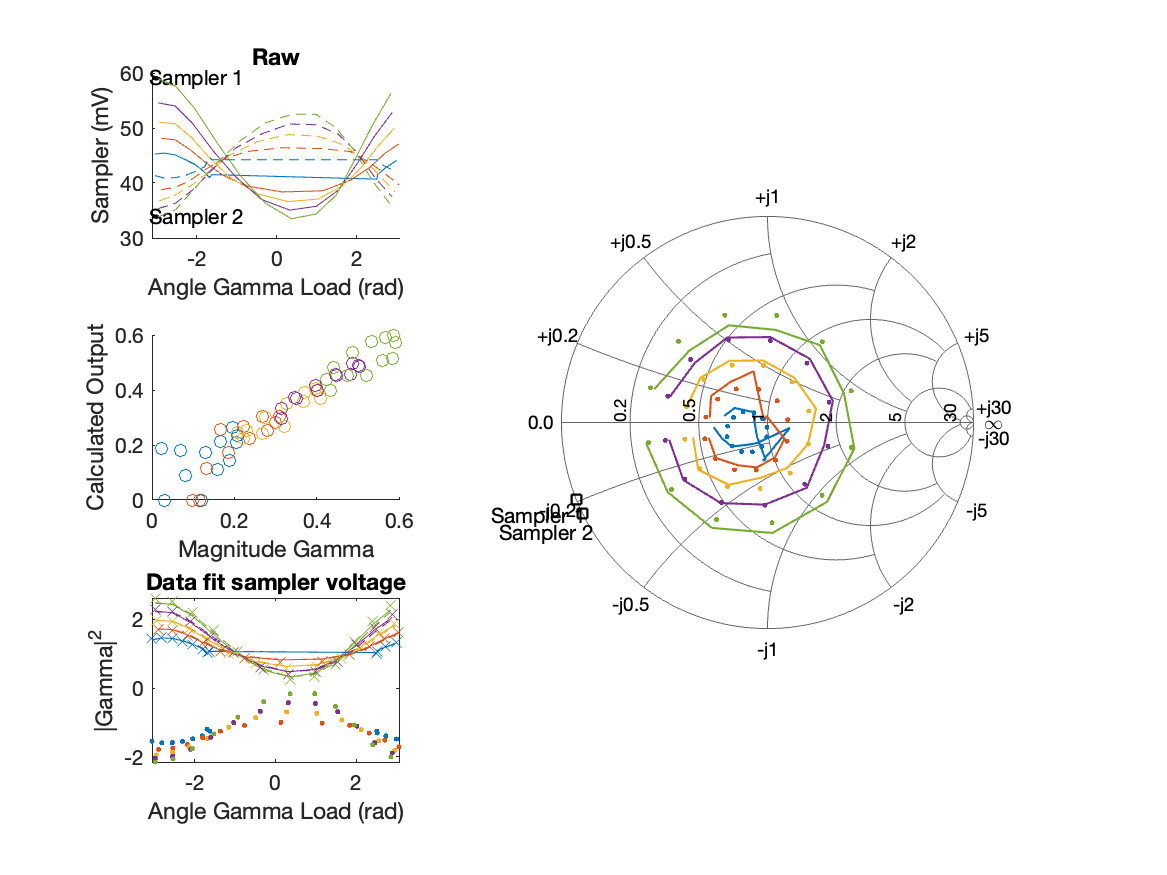 Raw
60
50
40
30
Sampler (mV)
Sampler 1
Sampler 2
-2
0
2
Angle Gamma Load (rad)
0.6
0.4
0.2
0
Calculated Output
0
0.2
0.4
0.6
Magnitude Gamma
Data fit sampler voltage
2
0
-2
|Gamma|2
-2
0
2
Angle Gamma Load (rad)
+j1
+j0.5
+j2
+j0.2
+j5
0.0
0.2
0.5
1
2
5
30
+j30
∞
-j30
-j0.2
Sampler 1
Sampler 2
-j5
-j0.5
-j2
-j1